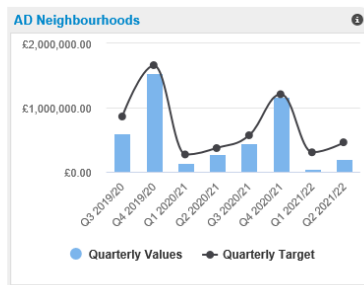 AD Neighbourhoods
£2,000,000.00
£1,000,000.00
£0.00
Q3 2019/20
Q4 2019/20
Q1 2020/21
Q2 2020/21
Q3 2020/21
Q4 2020/21
Q1 2021/22
Q2 2021/22
Quarterly Values
Quarterly Target